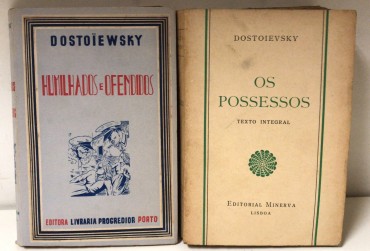 DOSTOÏEWSKY
HUMILHADOS E OFENDIDOS
EDITORA LIVRARIA PROGREDIOR PORTO
DOSTOIEVSKY
OS
POSSESSOS
TEXTO INTEGRAL
EDITORIAL MINERVA
LISBOA